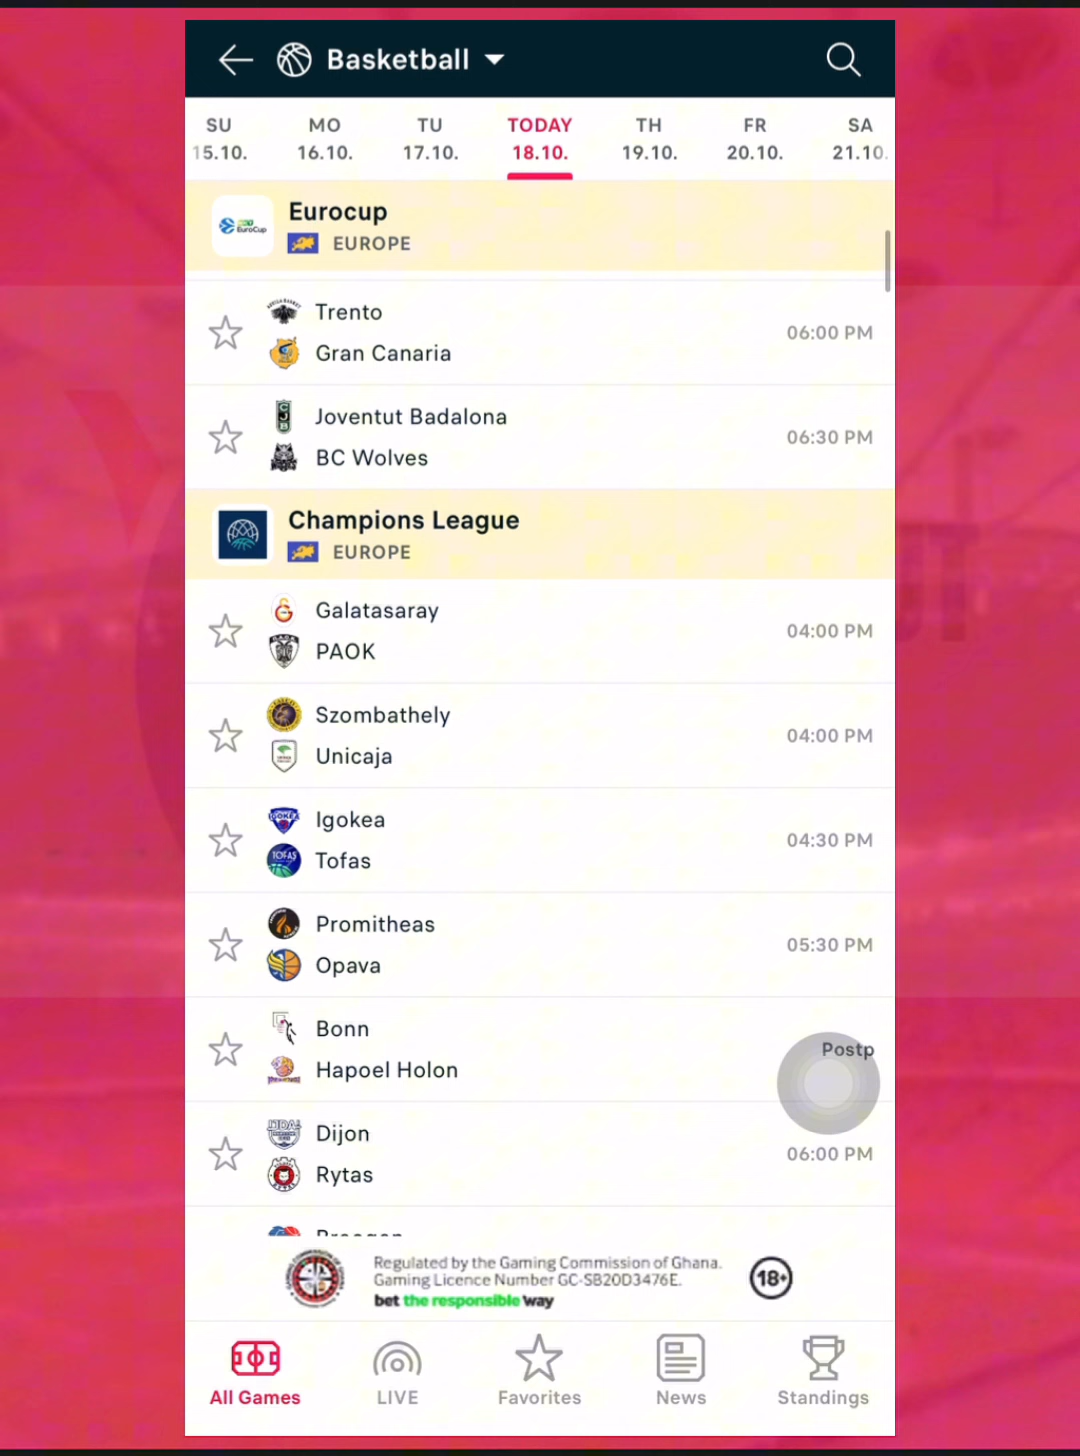 Basketball
SU MO TU TODAY TH FR SA
15.10. 16.10. 17.10. 18.10. 19.10. 20.10. 21.10.
EuroCup
Eurocup
EUROPE
Trento
06:00 PM
Gran Canaria
Joventut Badalona
06:30 PM
BC Wolves
Champions League
EUROPE
Galatasaray
04:00 PM
PAOK
Szombathely
04:00 PM
Unicaja
Igokea
04:30 PM
Tofas
Promitheas
05:30 PM
Opava
Bonn
Postp
Hapoel Holon
Dijon
06:00 PM
Rytas
Regulated by the Gaming Commission of Ghana.
Gaming Licence Number GC-SB20D3476E.
bet the responsible way
18+
All Games LIVE Favorites News Standings